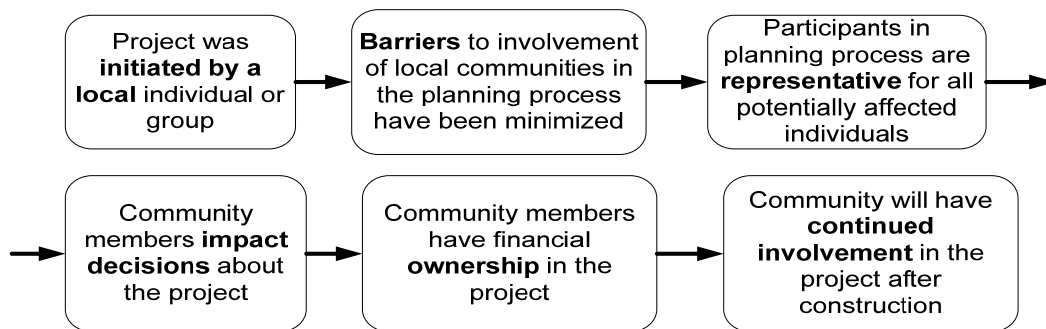 Project was
initiated by a
local individual or
group
Barriers to involvement
of local communities in
the planning process
have been minimized
Participants in
planning process are
representative for all
potentially affected
individuals
Community
members impact
decisions about
the project
Community members
have financial
ownership in the
project
Community will have
continued
involvement in the
project after
construction